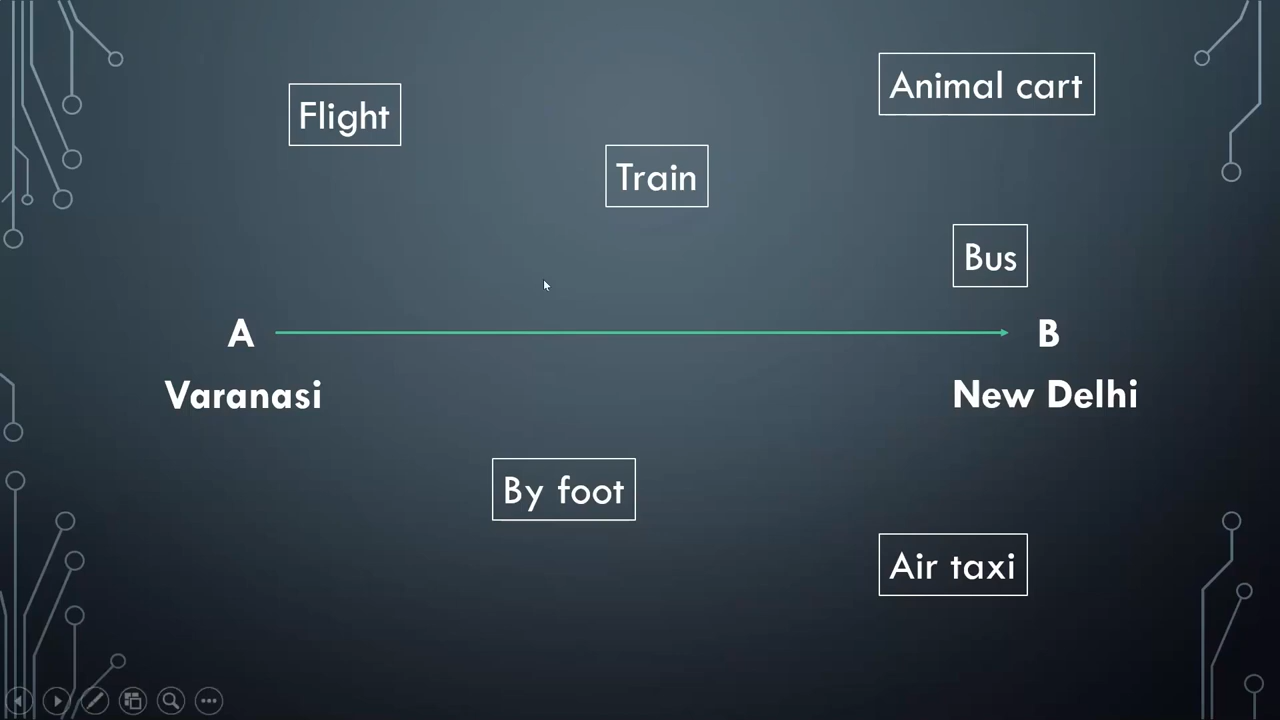 Animal cart
Flight
Train
Bus
A
B
Varanasi
New Delhi
By foot
Air taxi